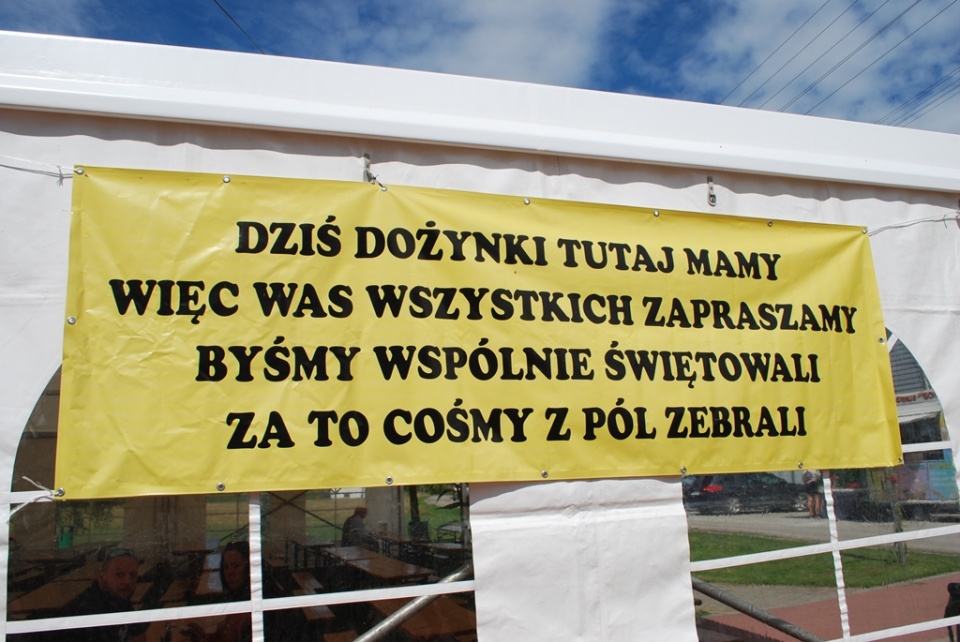 DZIŚ DOŻYNKI TUTAJ MAMY
WIĘC WAS WSZYSTKICH ZAPRASZAMY
BYŚMY WSPÓLNIE ŚWIĘTOWALI
ZA TO COŚMY Z PÓL ZEBRALI